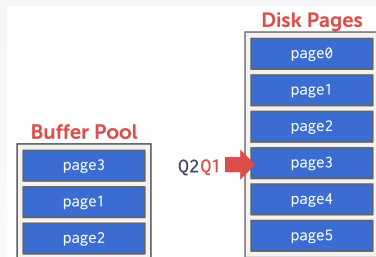 Disk Pages
page0
page1
page2
Buffer Pool
page3
page1
page2
Q2Q1
page3
page4
page5